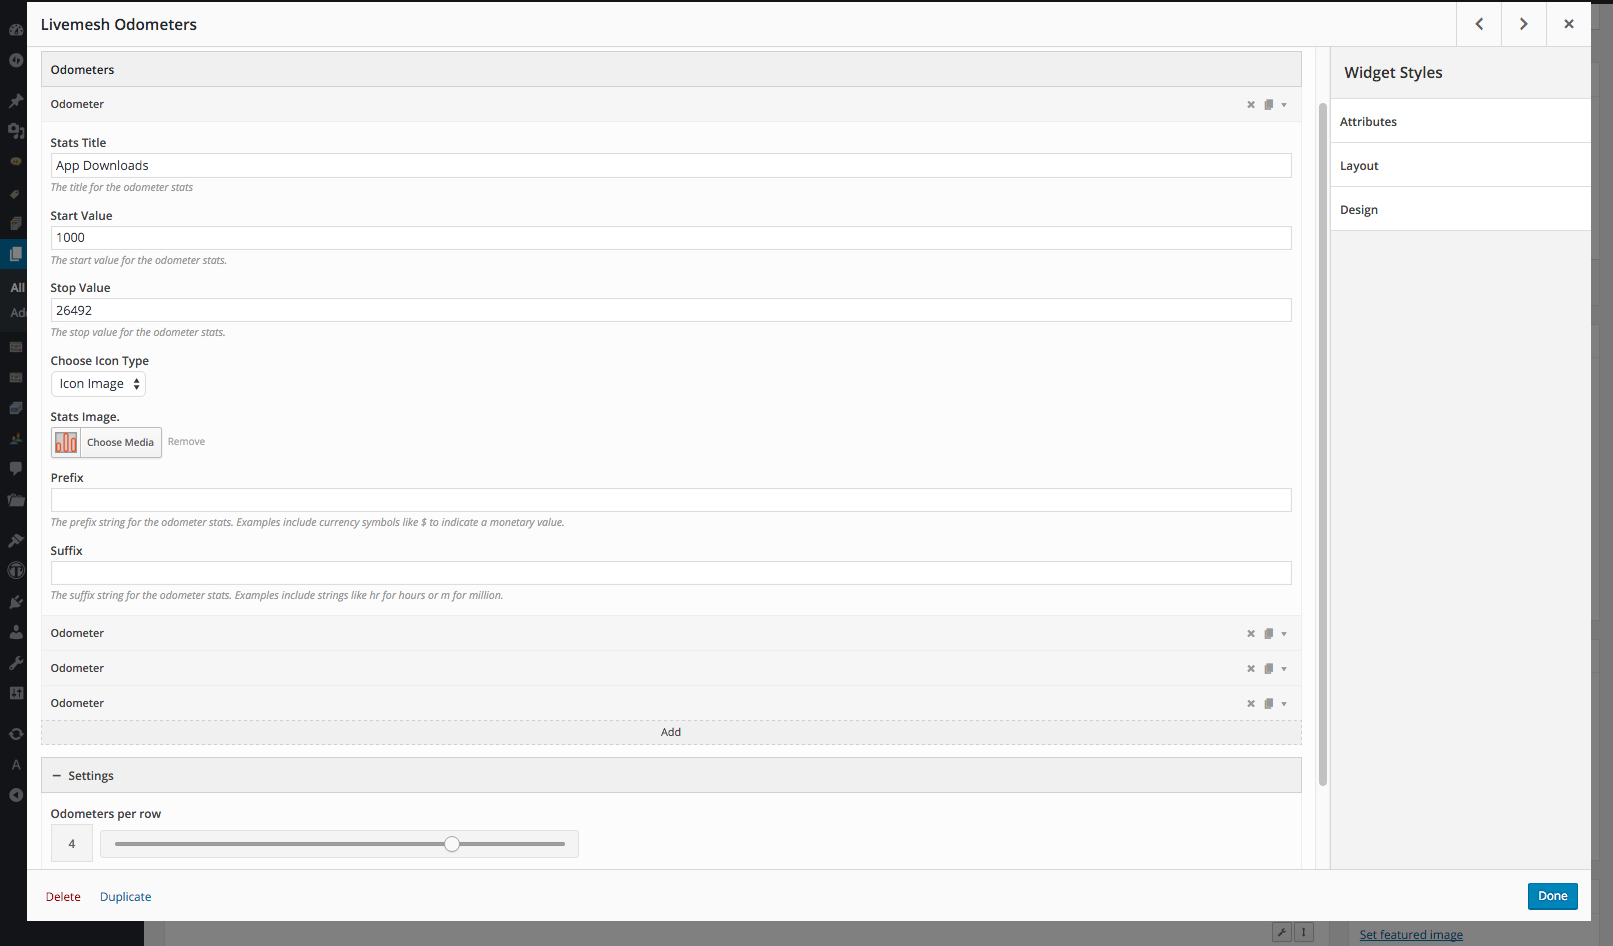 Livemesh Odometers
Odometers
Odometer
Stats Title
App Downloads
The title for the odometer stats
Start Value
1000
The start value for the odometer stats.
Stop Value
26492
The stop value for the odometer stats.
Choose Icon Type
Icon Image
Stats Image.
Choose Media Remove
Prefix
The prefix string for the odometer stats. Examples include currency symbols like $ to indicate a monetary value.
Suffix
The suffix string for the odometer stats. Examples include strings like hr for hours or m for million.
Odometer
Odometer
Odometer
Add
Settings
Odometers per row
4
Delete Duplicate
Done
Widget Styles
Attributes
Layout
Design
All
Add
A
Set featured image